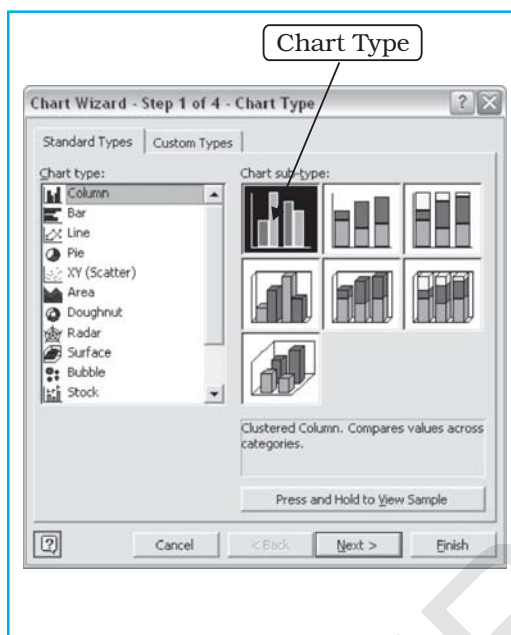 Chart Type
Chart Wizard - Step 1 of 4 - Chart Type
Standard Types
Custom Types
Chart type:
Column
Bar
Line
Pie
XY (Scatter)
Area
Doughnut
Radar
Surface
Bubble
Stock
Chart sub-type:
Clustered Column. Compares values across
categories.
Press and Hold to View Sample
Cancel
< Back
Next >
Finish